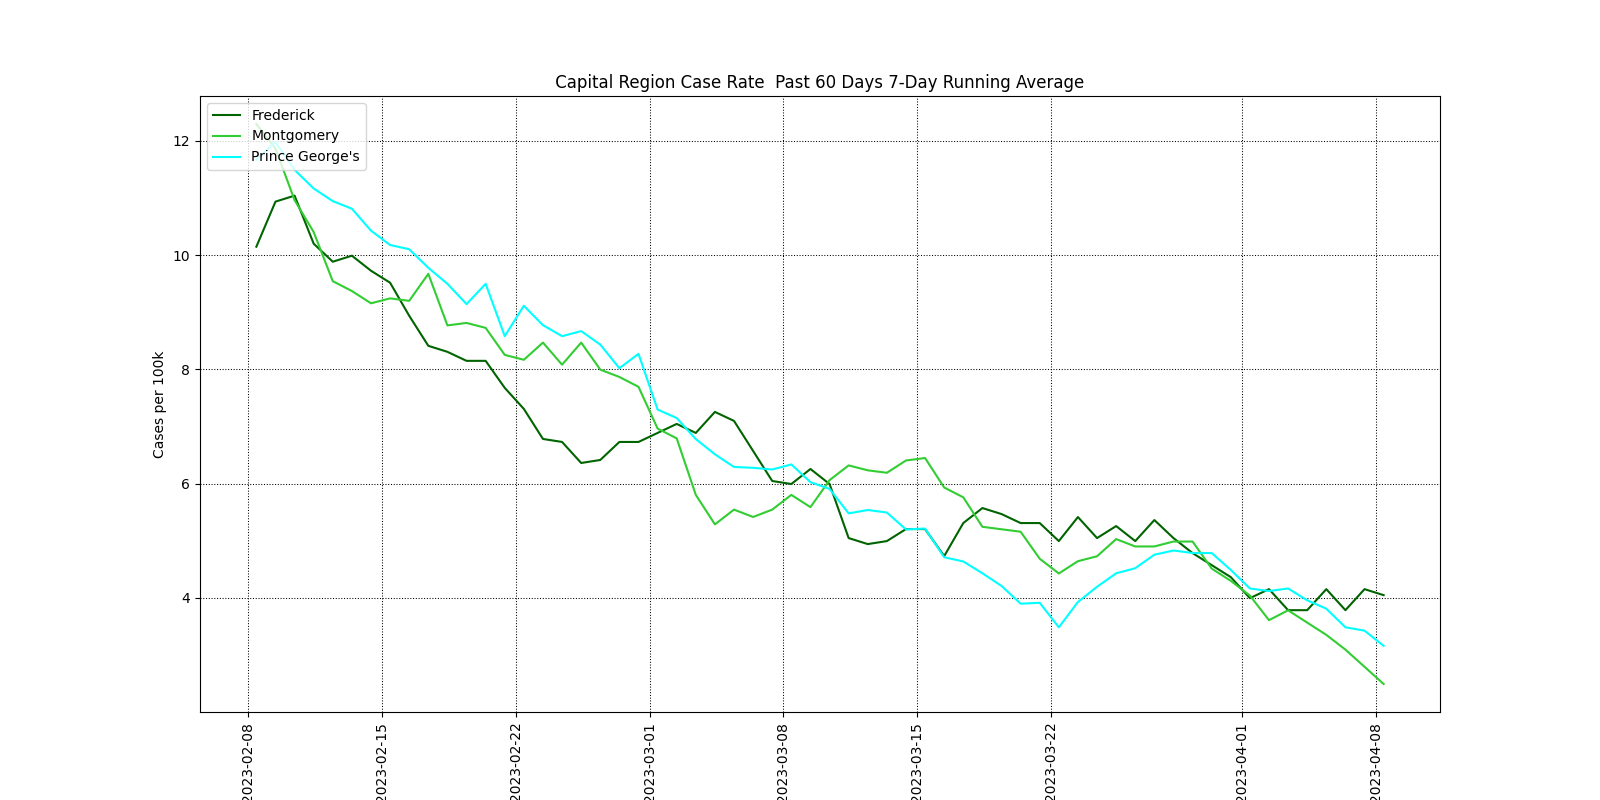 Capital Region Case Rate  Past 60 Days 7-Day Running Average
Frederick
Montgomery
Prince George's
Cases per 100k
12
10
8
6
4
2023-02-08
2023-02-15
2023-02-22
2023-03-01
2023-03-08
2023-03-15
2023-03-22
2023-04-01
2023-04-08